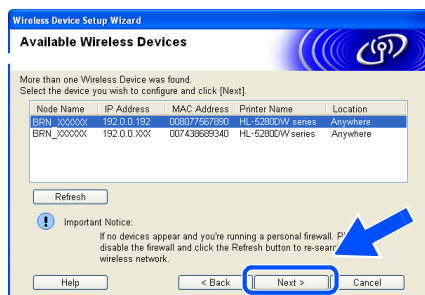 Wireless Device Setup Wizard
Available Wireless Devices
More than one Wireless Device was found.
Select the device you wish to configure and click [Next].
Node Name IP Address MAC Address Printer Name Location
BRN_XXXXXX 192.0.0.192 008077567890 HL-5280DW series Anywhere
BRN_XXXXXX 192.0.0.XXX 007438689340 HL-5280DW series Anywhere
Refresh
Important Notice:
If no devices appear and you're running a personal firewall.
disable the firewall and click the Refresh button to re-sear
wireless network.
Help < Back Next > Cancel